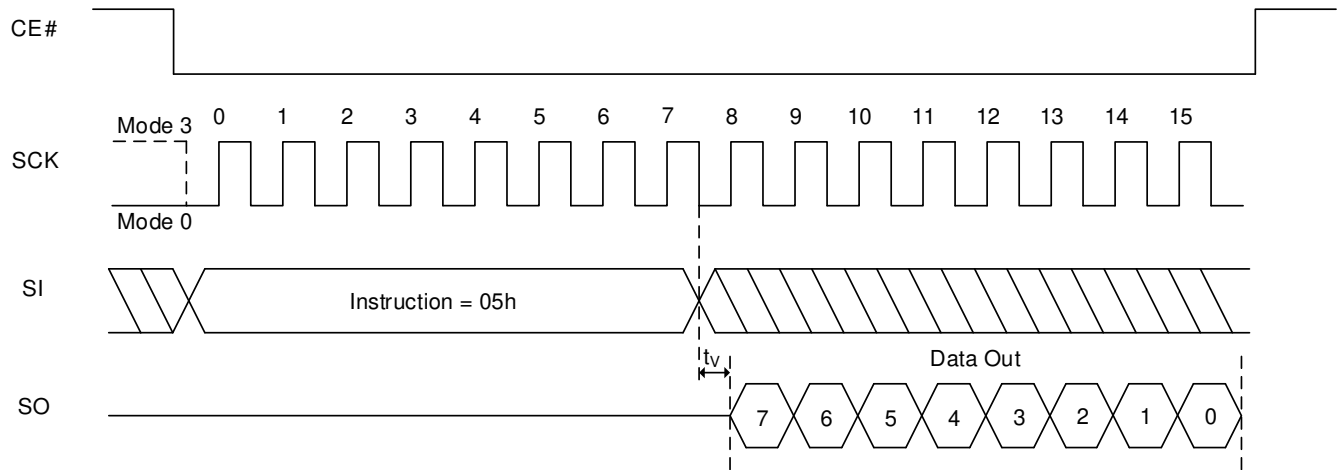 CE#
Mode 3
0 1 2 3 4 5 6 7 8 9 10 11 12 13 14 15
SCK
Mode 0
SI
Instruction = 05h
tV
Data Out
SO
7 6 5 4 3 2 1 0